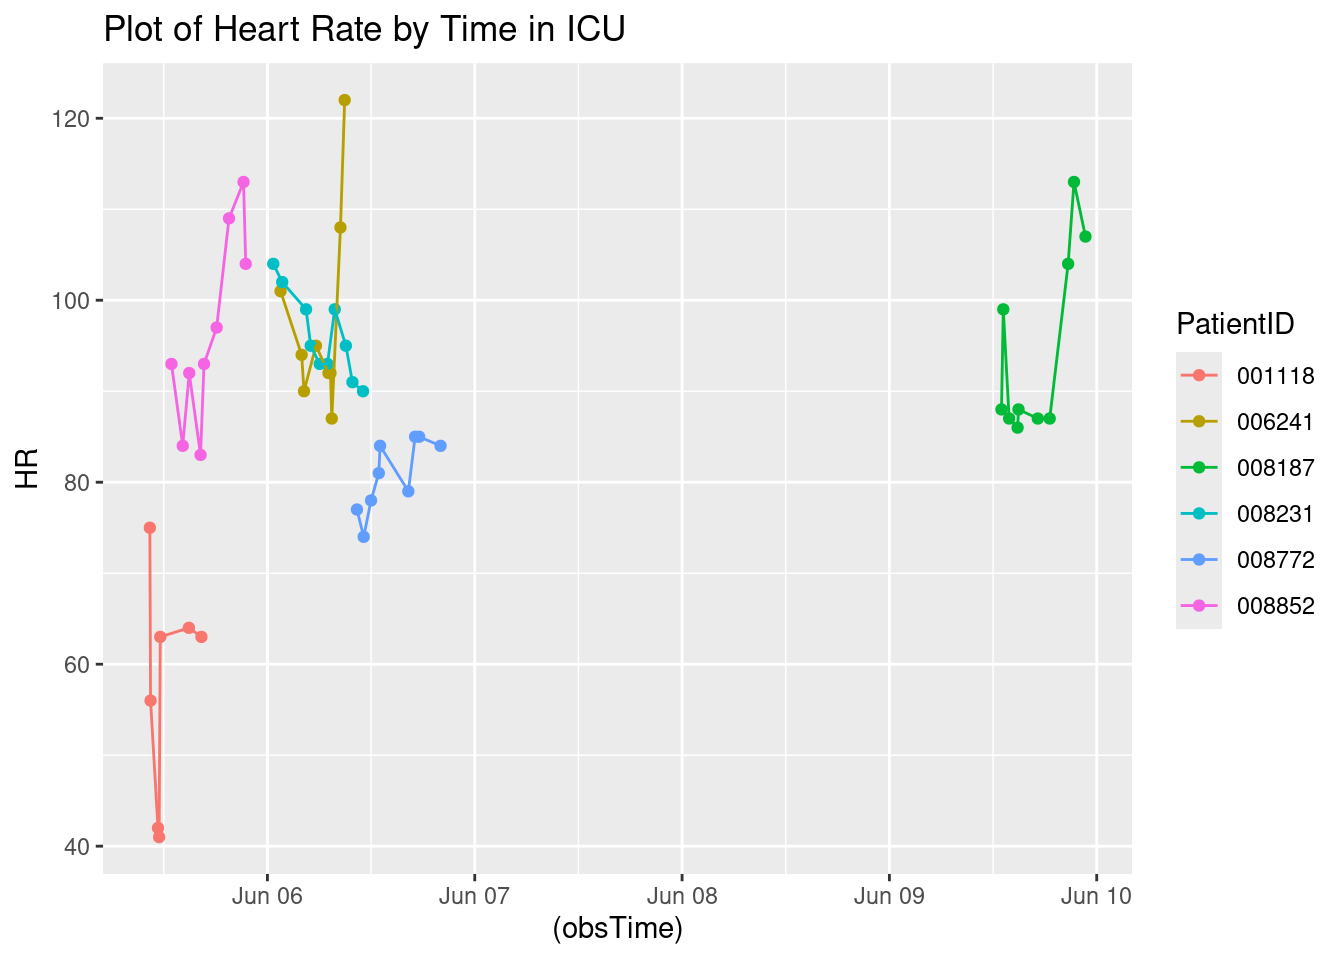 Plot of Heart Rate by Time in ICU
120
100
80
60
40
HR
Jun 06 Jun 07 Jun 08 Jun 09 Jun 10
(obsTime)
PatientID
001118
006241
008187
008231
008772
008852